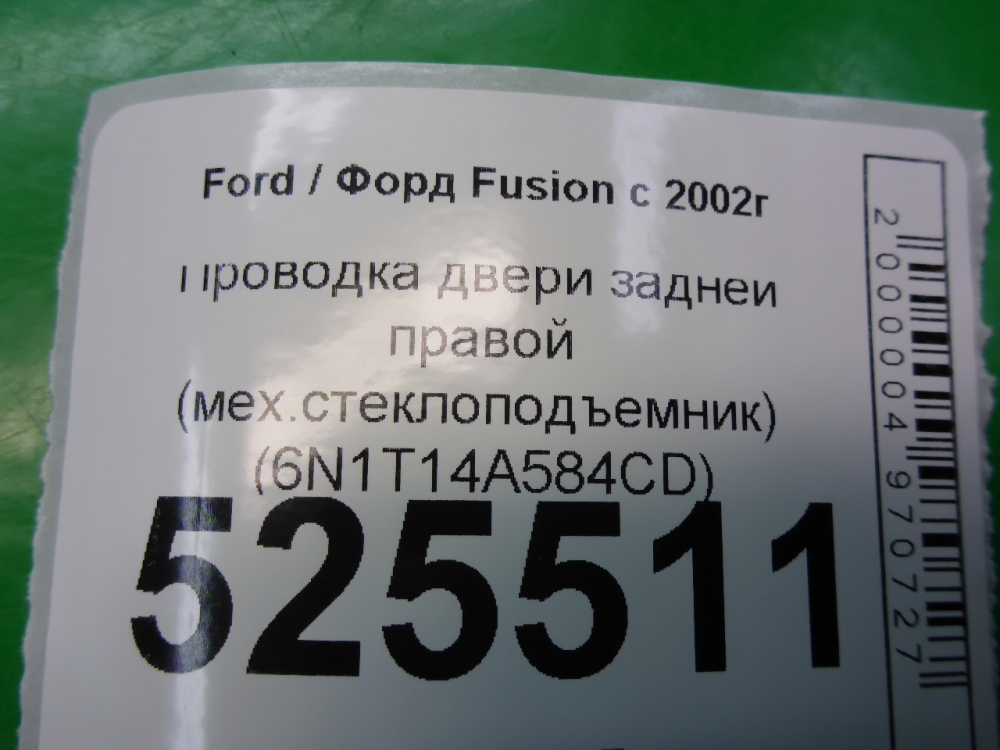 Ford / Форд Fusion с 2002г
Проводка двери задней
правой
(мех.стеклоподъемник)
(6N1T14A584CD)
525511
2000004970727